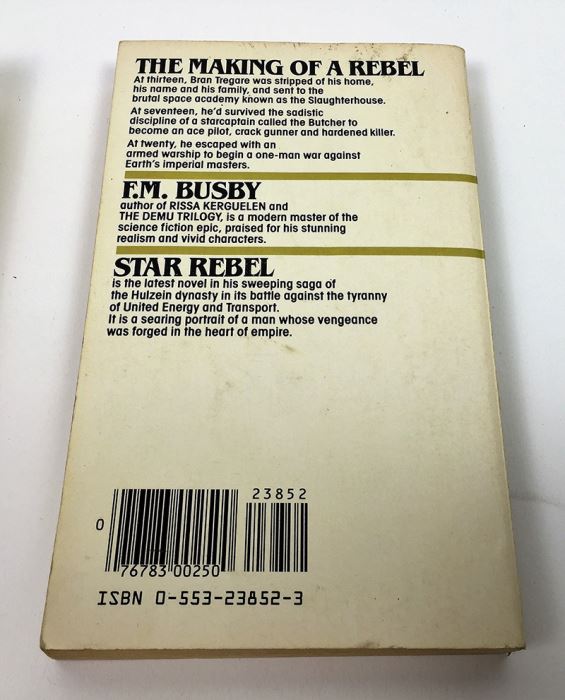 THE MAKING OF A REBEL
At thirteen, Bran Tregare was stripped of his home,
his name and his family, and sent to the
brutal space academy known as the Slaughterhouse.
At seventeen, he'd survived the sadistic
discipline of a starcaptain called the Butcher to
become an ace pilot, crack gunner and hardened killer.
At twenty, he escaped with an
armed warship to begin a one-man war against
Earth's imperial masters.
F.M. BUSBY
author of RISSA KERGUELEN and
THE DEMU TRILOGY, is a modern master of the
science fiction epic, praised for his stunning
realism and vivid characters.
STAR REBEL
is the latest novel in his sweeping saga of
the Hulzein dynasty in its battle against the tyranny
of United Energy and Transport.
It is a searing portrait of a man whose vengeance
was forged in the heart of empire.
23852
0
76783 00250
ISBN 0-553-23852-3